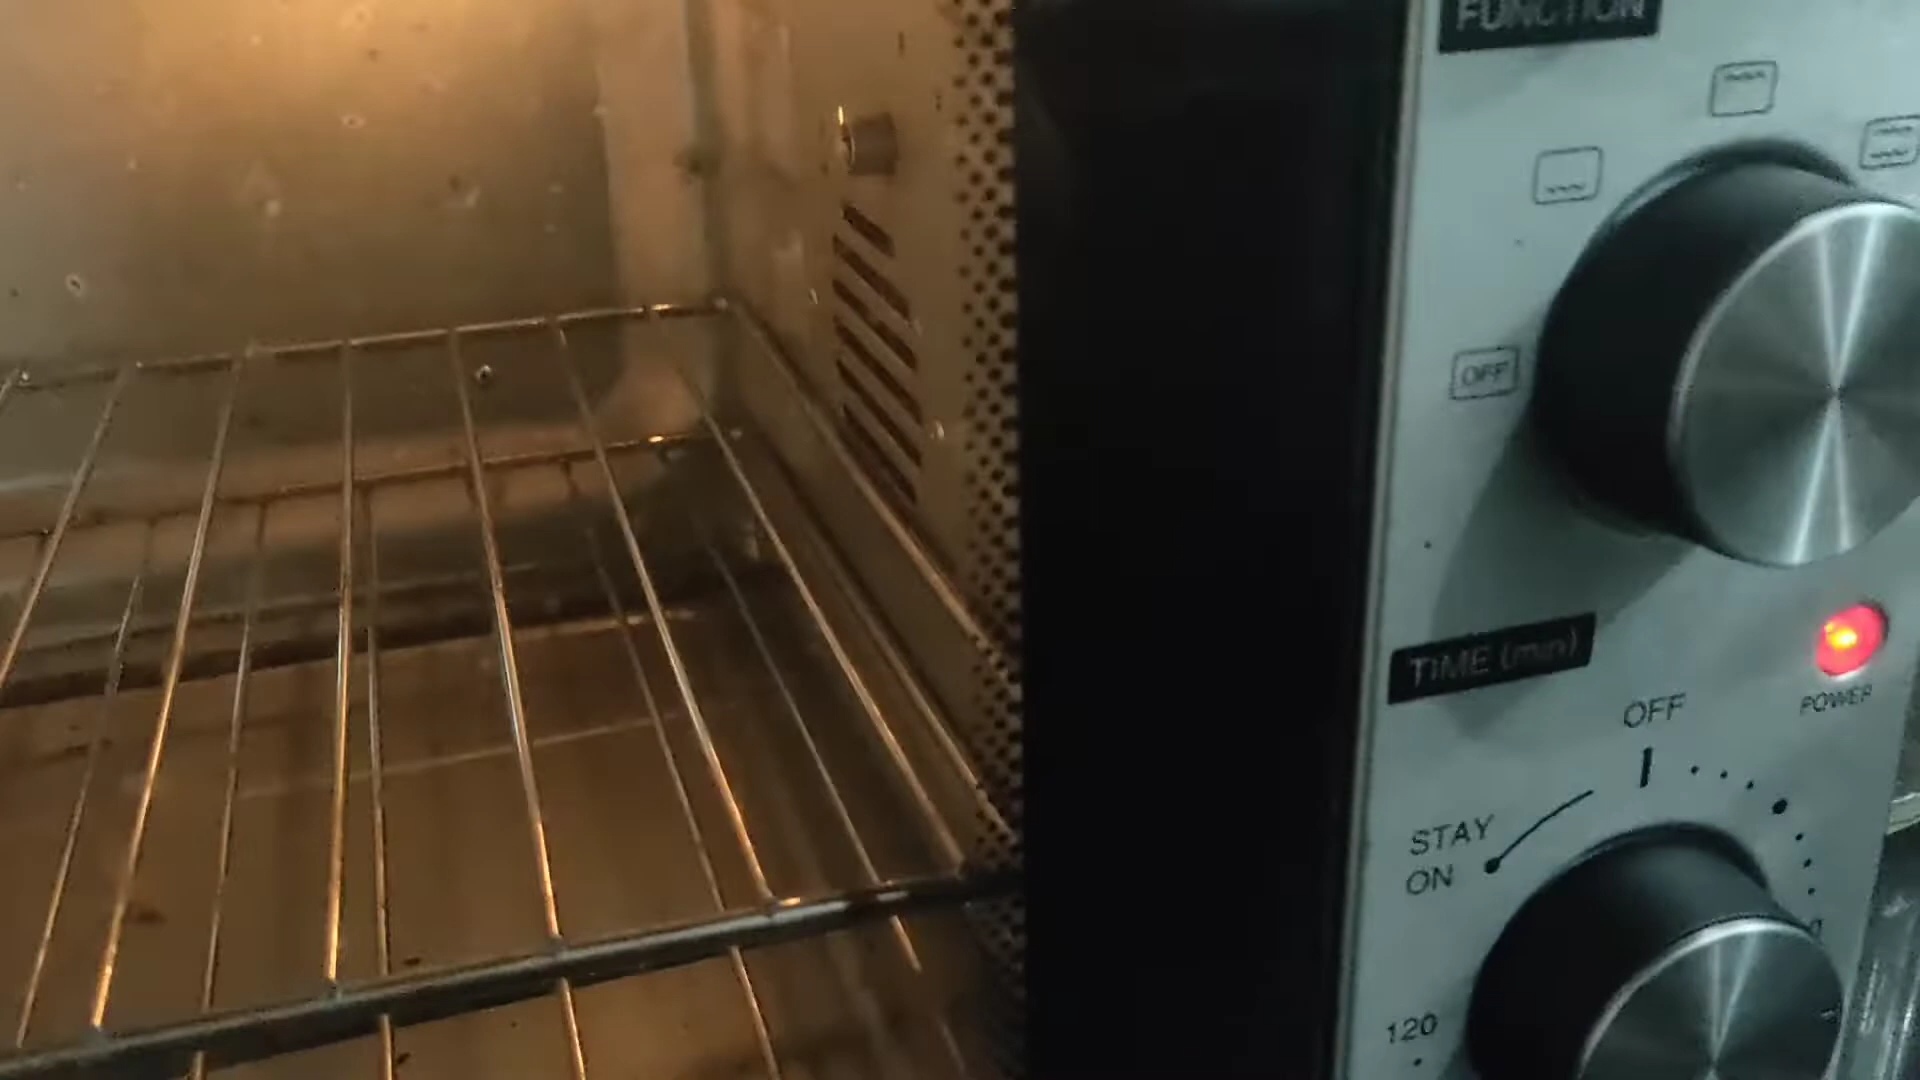 FUNCTION
OFF
TIME (min)
POWER
OFF
STAY
ON
120